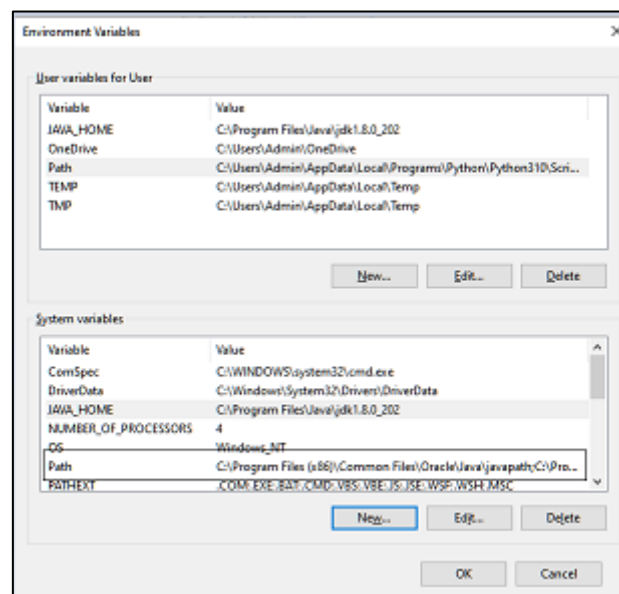 Environment Variables
User variables for User
Variable Value
JAVA_HOME C:\Program Files\Java\jdk1.8.0_202
OneDrive C:\Users\Admin\OneDrive
Path C:\Users\Admin\AppData\Local\Programs\Python\Python310\Scri...
TEMP C:\Users\Admin\AppData\Local\Temp
TMP C:\Users\Admin\AppData\Local\Temp
New... Edit... Delete
System variables
Variable Value
ComSpec C:\WINDOWS\system32\cmd.exe
DriverData C:\Windows\System32\Drivers\DriverData
JAVA_HOME C:\Program Files\Java\jdk1.8.0_202
NUMBER_OF_PROCESSORS 4
OS Windows_NT
Path C:\Program Files (x86)\Common Files\Oracle\Java\javapath;C:\Pro...
PATHEXT .COM;.EXE;.BAT;.CMD;.VBS;.VBE;.JS;.JSE;.WSF;.WSH;.MSC
New... Edit... Delete
OK Cancel